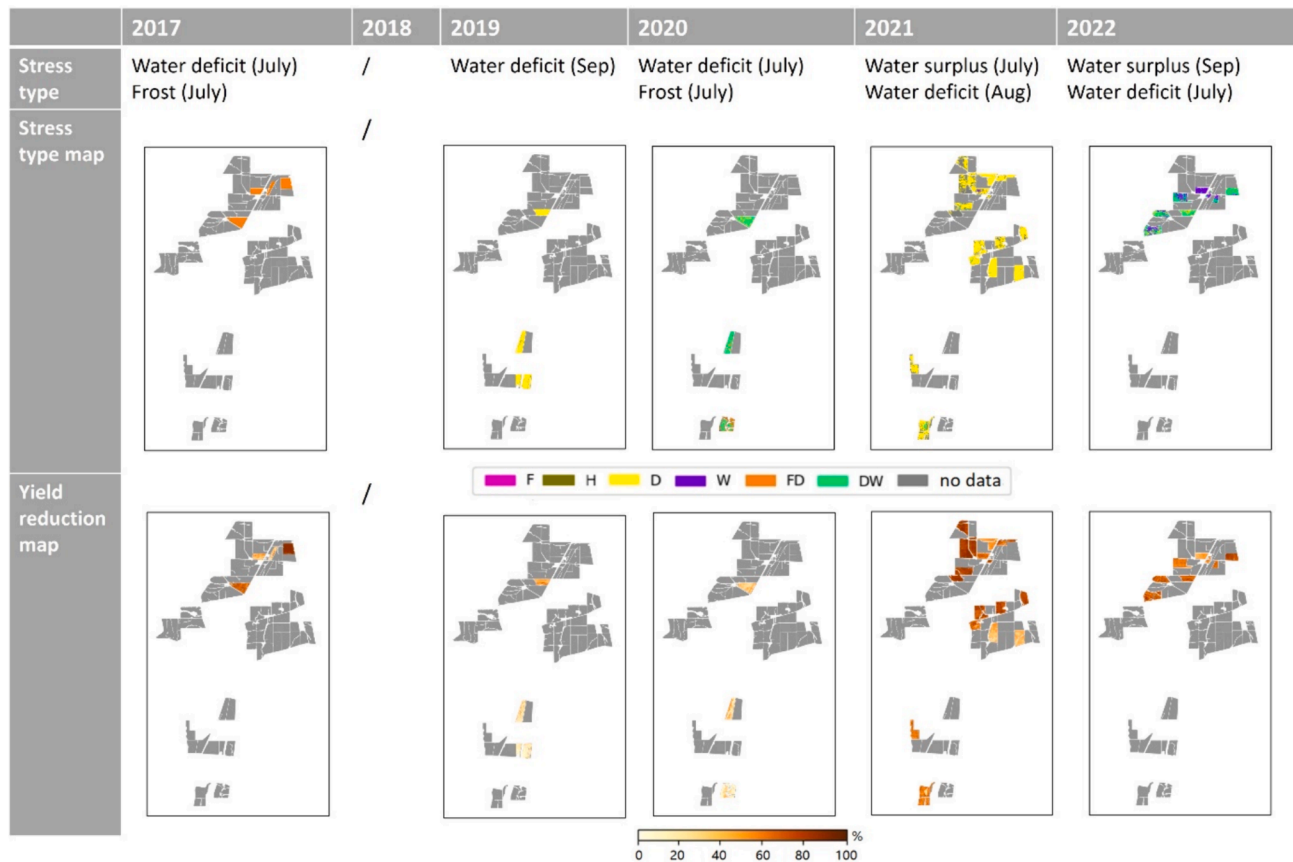 2017 2018 2019 2020 2021 2022
Stress type
Water deficit (July)
Frost (July)
/
Water deficit (Sep)
Water deficit (July)
Frost (July)
Water surplus (July)
Water deficit (Aug)
Water surplus (Sep)
Water deficit (July)
Stress type map
/
F H D W FD DW no data
Yield reduction map
/
%
0 20 40 60 80 100